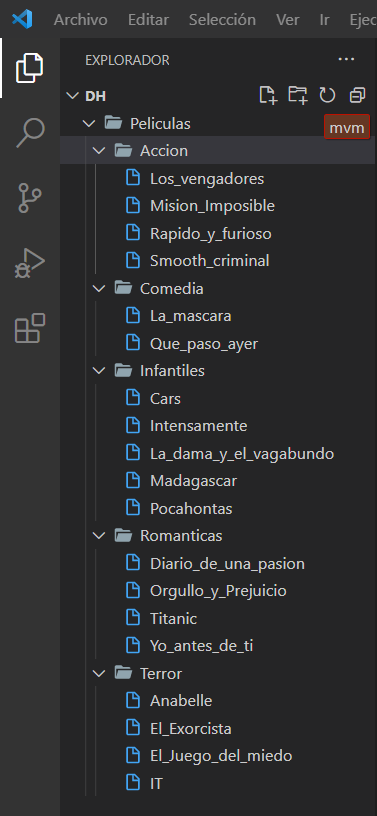 Archivo Editar Selección Ver Ir Ejec
EXPLORADOR
DH
Peliculas
mvm
Accion
Los_vengadores
Mision_Imposible
Rapido_y_furioso
Smooth_criminal
Comedia
La_mascara
Que_paso_ayer
Infantiles
Cars
Intensamente
La_dama_y_el_vagabundo
Madagascar
Pocahontas
Romanticas
Diario_de_una_pasion
Orgullo_y_Prejuicio
Titanic
Yo_antes_de_ti
Terror
Anabelle
El_Exorcista
El_Juego_del_miedo
IT